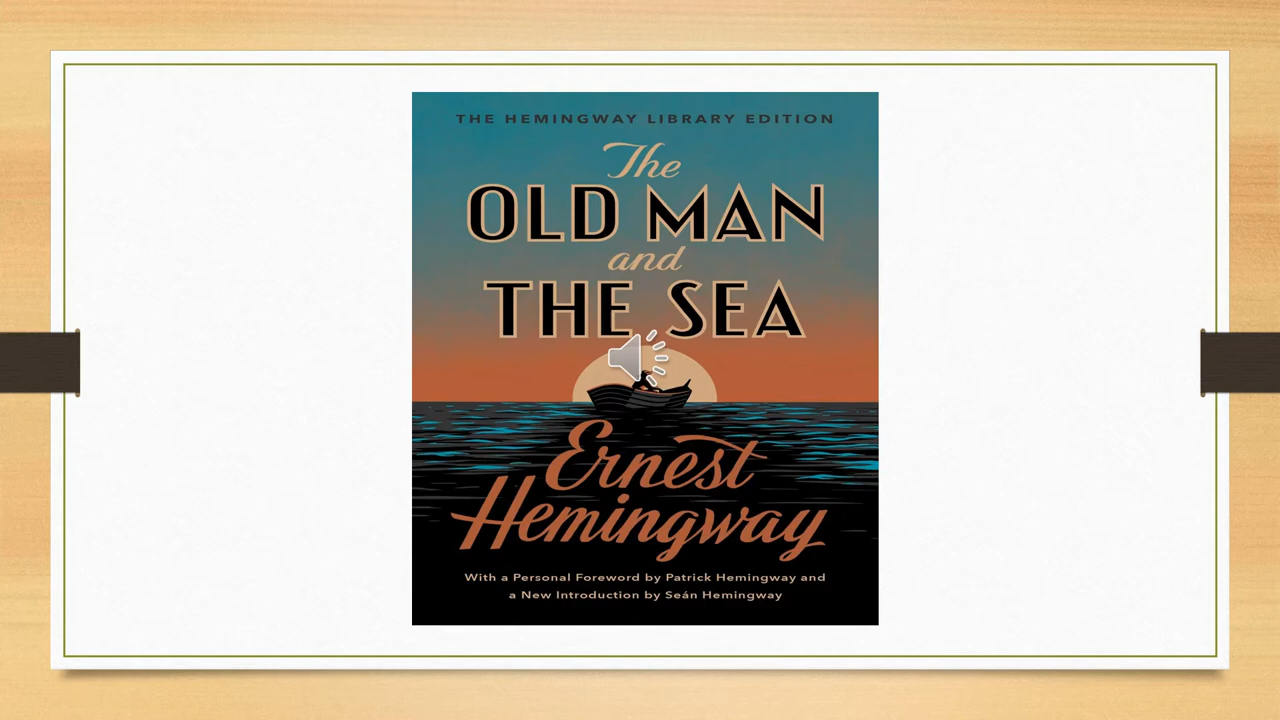 THE HEMINGWAY LIBRARY EDITION
The
OLD MAN
and
THE SEA
Ernest
Hemingway
With a Personal Foreword by Patrick Hemingway and
a New Introduction by Seán Hemingway